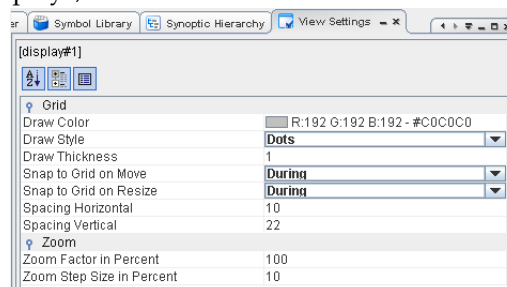 er Symbol Library Synoptic Hierarchy View Settings
[display#1]
Grid
Draw Color R:192 G:192 B:192 - #C0C0C0
Draw Style Dots
Draw Thickness 1
Snap to Grid on Move During
Snap to Grid on Resize During
Spacing Horizontal 10
Spacing Vertical 22
Zoom
Zoom Factor in Percent 100
Zoom Step Size in Percent 10